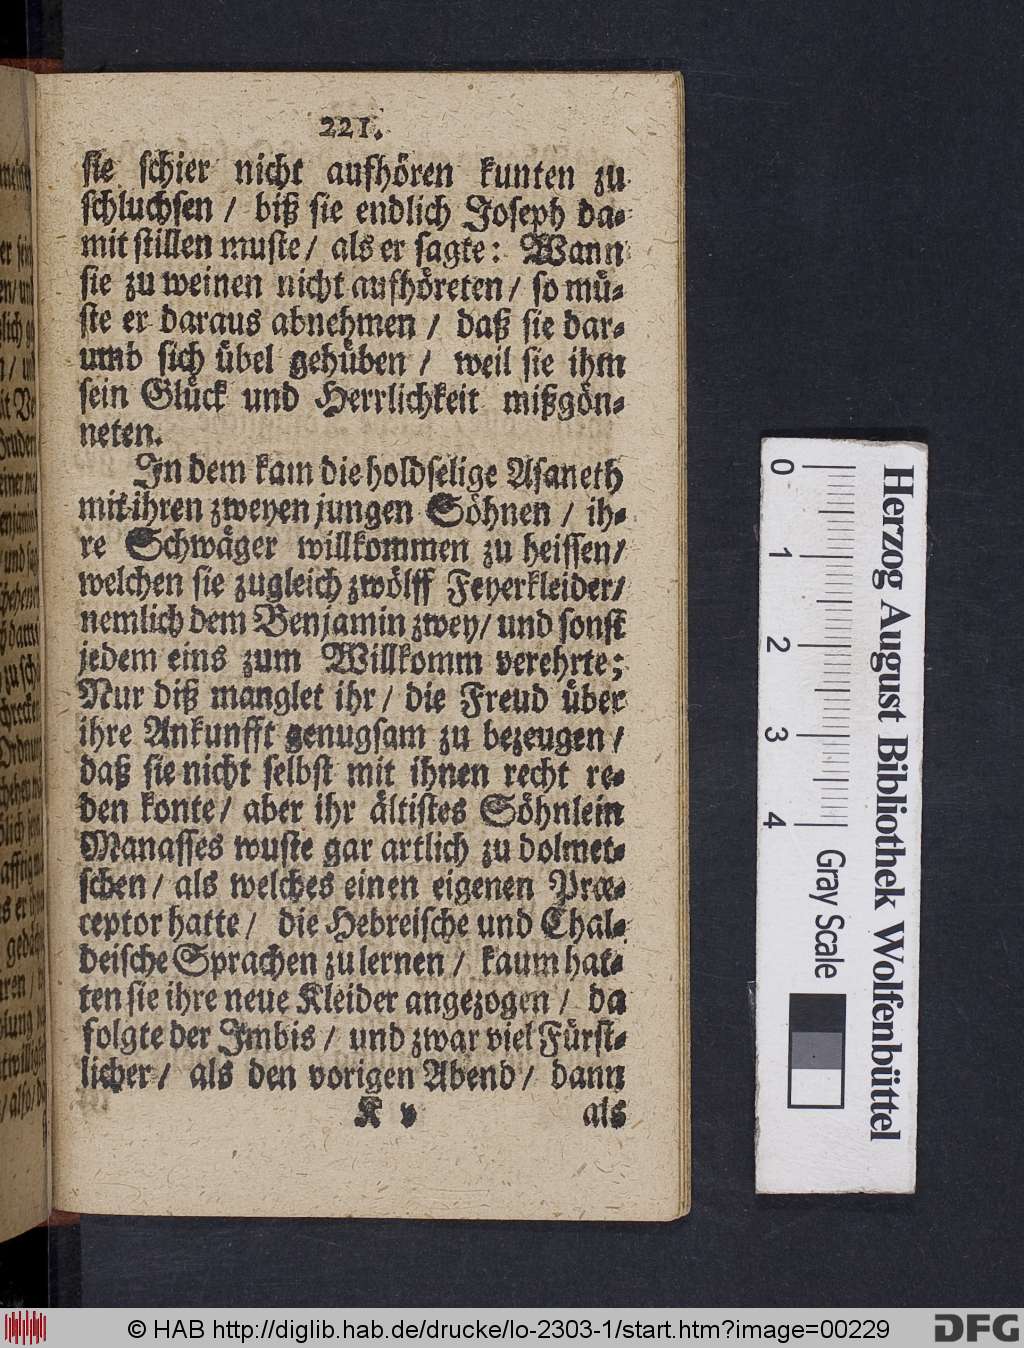 221.
sie schier nicht aufhören kunten zu
schluchsen / biß sie endlich Joseph da-
mit stillen muste / als er sagte: Wann
sie zu weinen nicht aufhöreten / so mü-
ste er daraus abnehmen / daß sie dar-
umb sich übel gehüben / weil sie ihm
sein Glück und Herrlichkeit mißgön-
neten.
In dem kam die holdselige Asaneth
mit ihren zweyen jungen Söhnen / ih-
re Schwäger willkommen zu heissen /
welchen sie zugleich zwölff Feyerkleider /
nemlich dem Benjamin zwey / und sonst
jedem eins zum Willkomm verehrte;
Nur diß manglet ihr / die Freud über
ihre Ankunfft genugsam zu bezeugen /
daß sie nicht selbst mit ihnen recht re-
den konte / aber ihr ältistes Söhnlein
Manasses wuste gar artlich zu dolmet-
schen / als welches einen eigenen Præ-
ceptor hatte / die Hebreische und Chal-
deische Sprachen zu lernen / kaum hat-
ten sie ihre neue Kleider angezogen / da
folgte der Imbis / und zwar viel Fürst-
licher / als den vorigen Abend / dann
K v als
0 1 2 3 4 Gray Scale
Herzog August Bibliothek Wolfenbüttel
© HAB http://diglib.hab.de/drucke/lo-2303-1/start.htm?image=00229
DFG